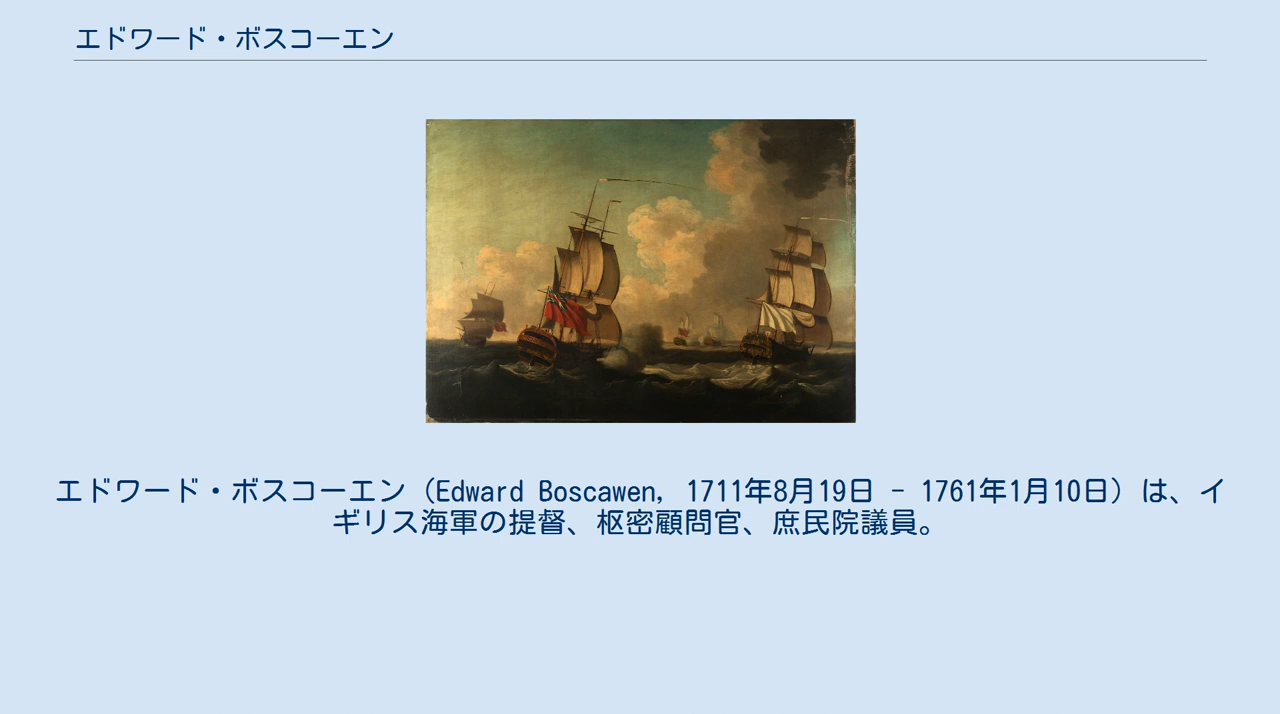 エドワード・ボスコーエン
エドワード・ボスコーエン（Edward Boscawen, 1711年8月19日 - 1761年1月10日）は、イ
ギリス海軍の提督、枢密顧問官、庶民院議員。